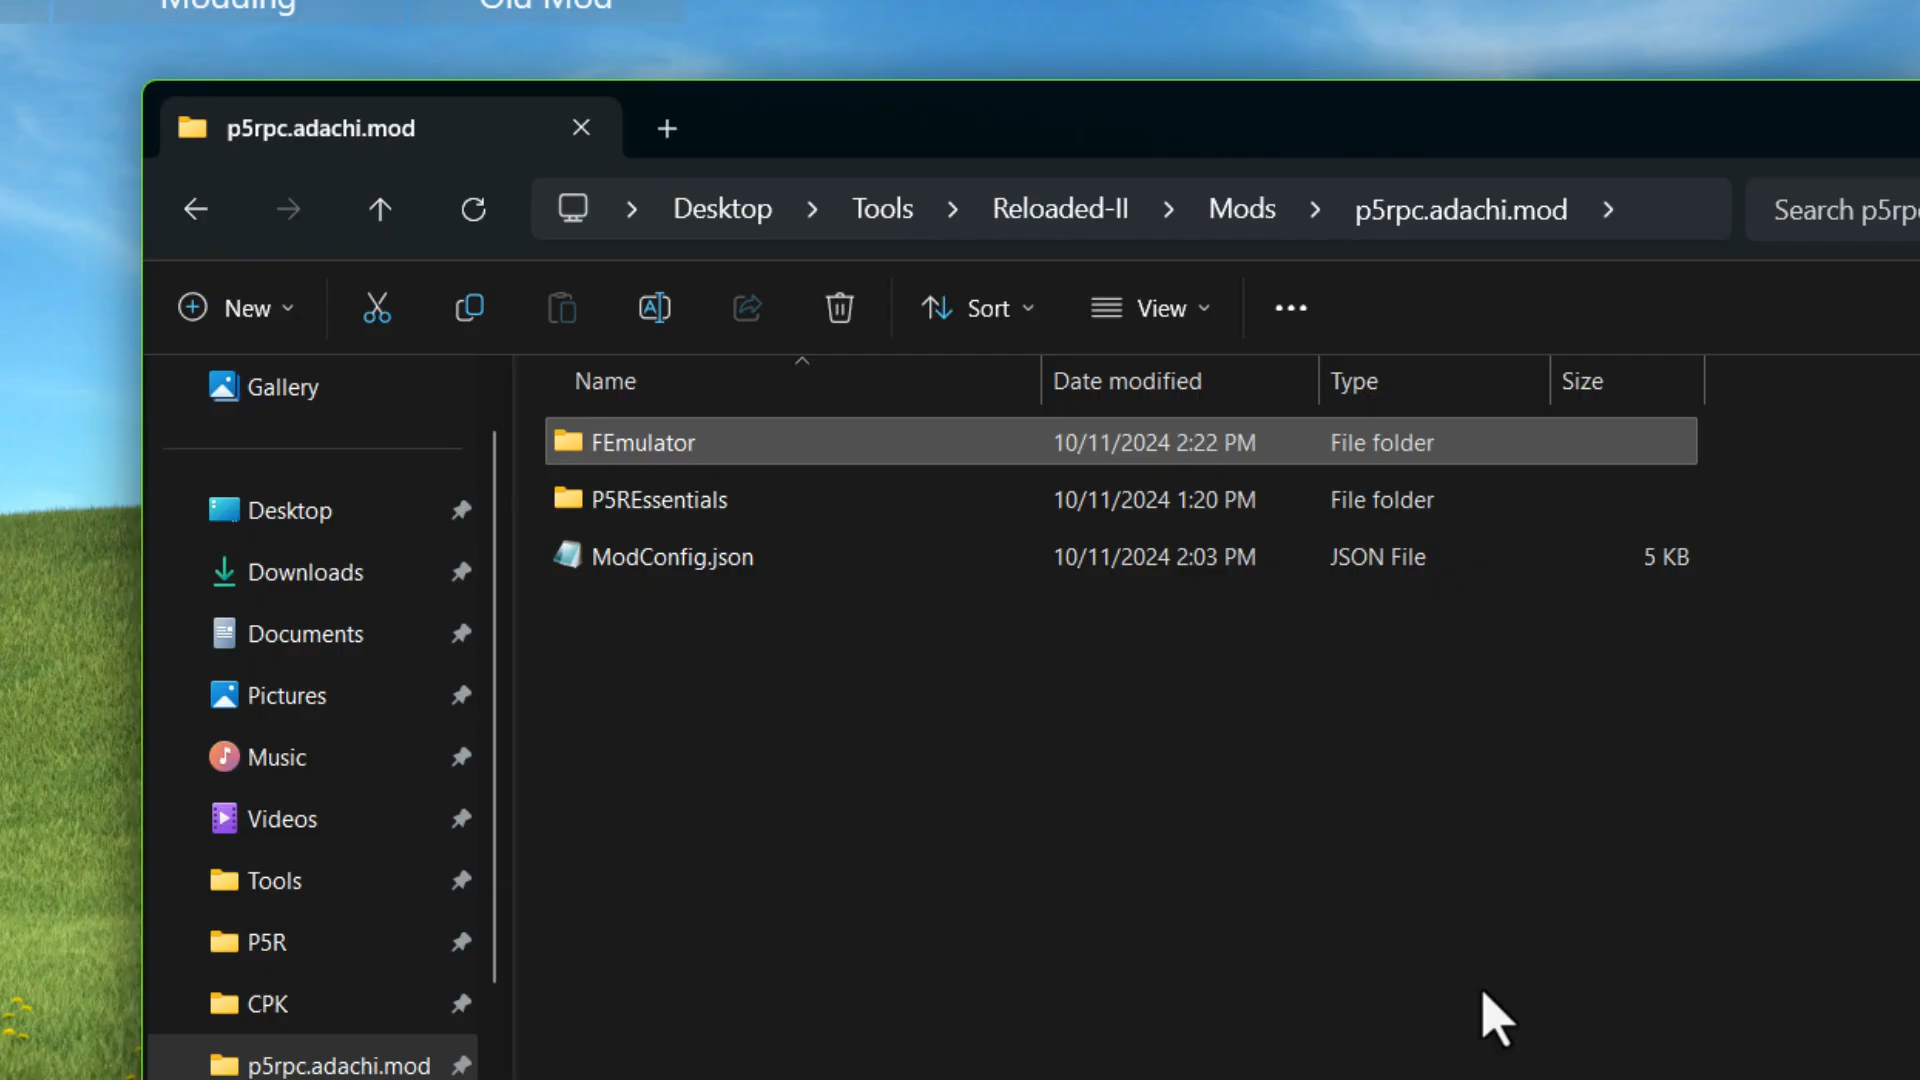 Modding Old Mod
p5rpc.adachi.mod
Desktop Tools Reloaded-II Mods p5rpc.adachi.mod Search p5rp
New Sort View
Gallery
Name Date modified Type Size
FEmulator 10/11/2024 2:22 PM File folder
P5REssentials 10/11/2024 1:20 PM File folder
ModConfig.json 10/11/2024 2:03 PM JSON File 5 KB
Desktop
Downloads
Documents
Pictures
Music
Videos
Tools
P5R
CPK
p5rpc.adachi.mod